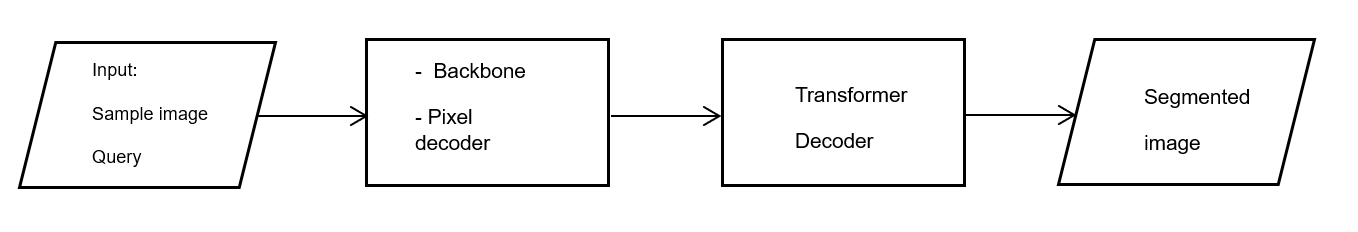 Input:
Sample image
Query
- Backbone
- Pixel
decoder
Transformer
Decoder
Segmented
image